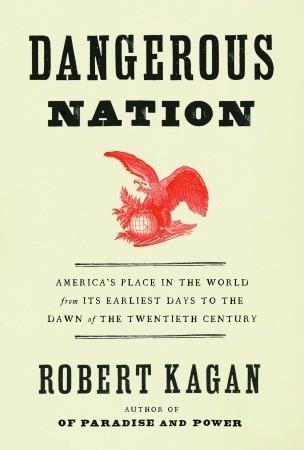 DANGEROUS
NATION
AMERICA'S PLACE IN THE WORLD
from ITS EARLIEST DAYS TO THE
DAWN of THE TWENTIETH CENTURY
ROBERT KAGAN
AUTHOR OF
OF PARADISE AND POWER